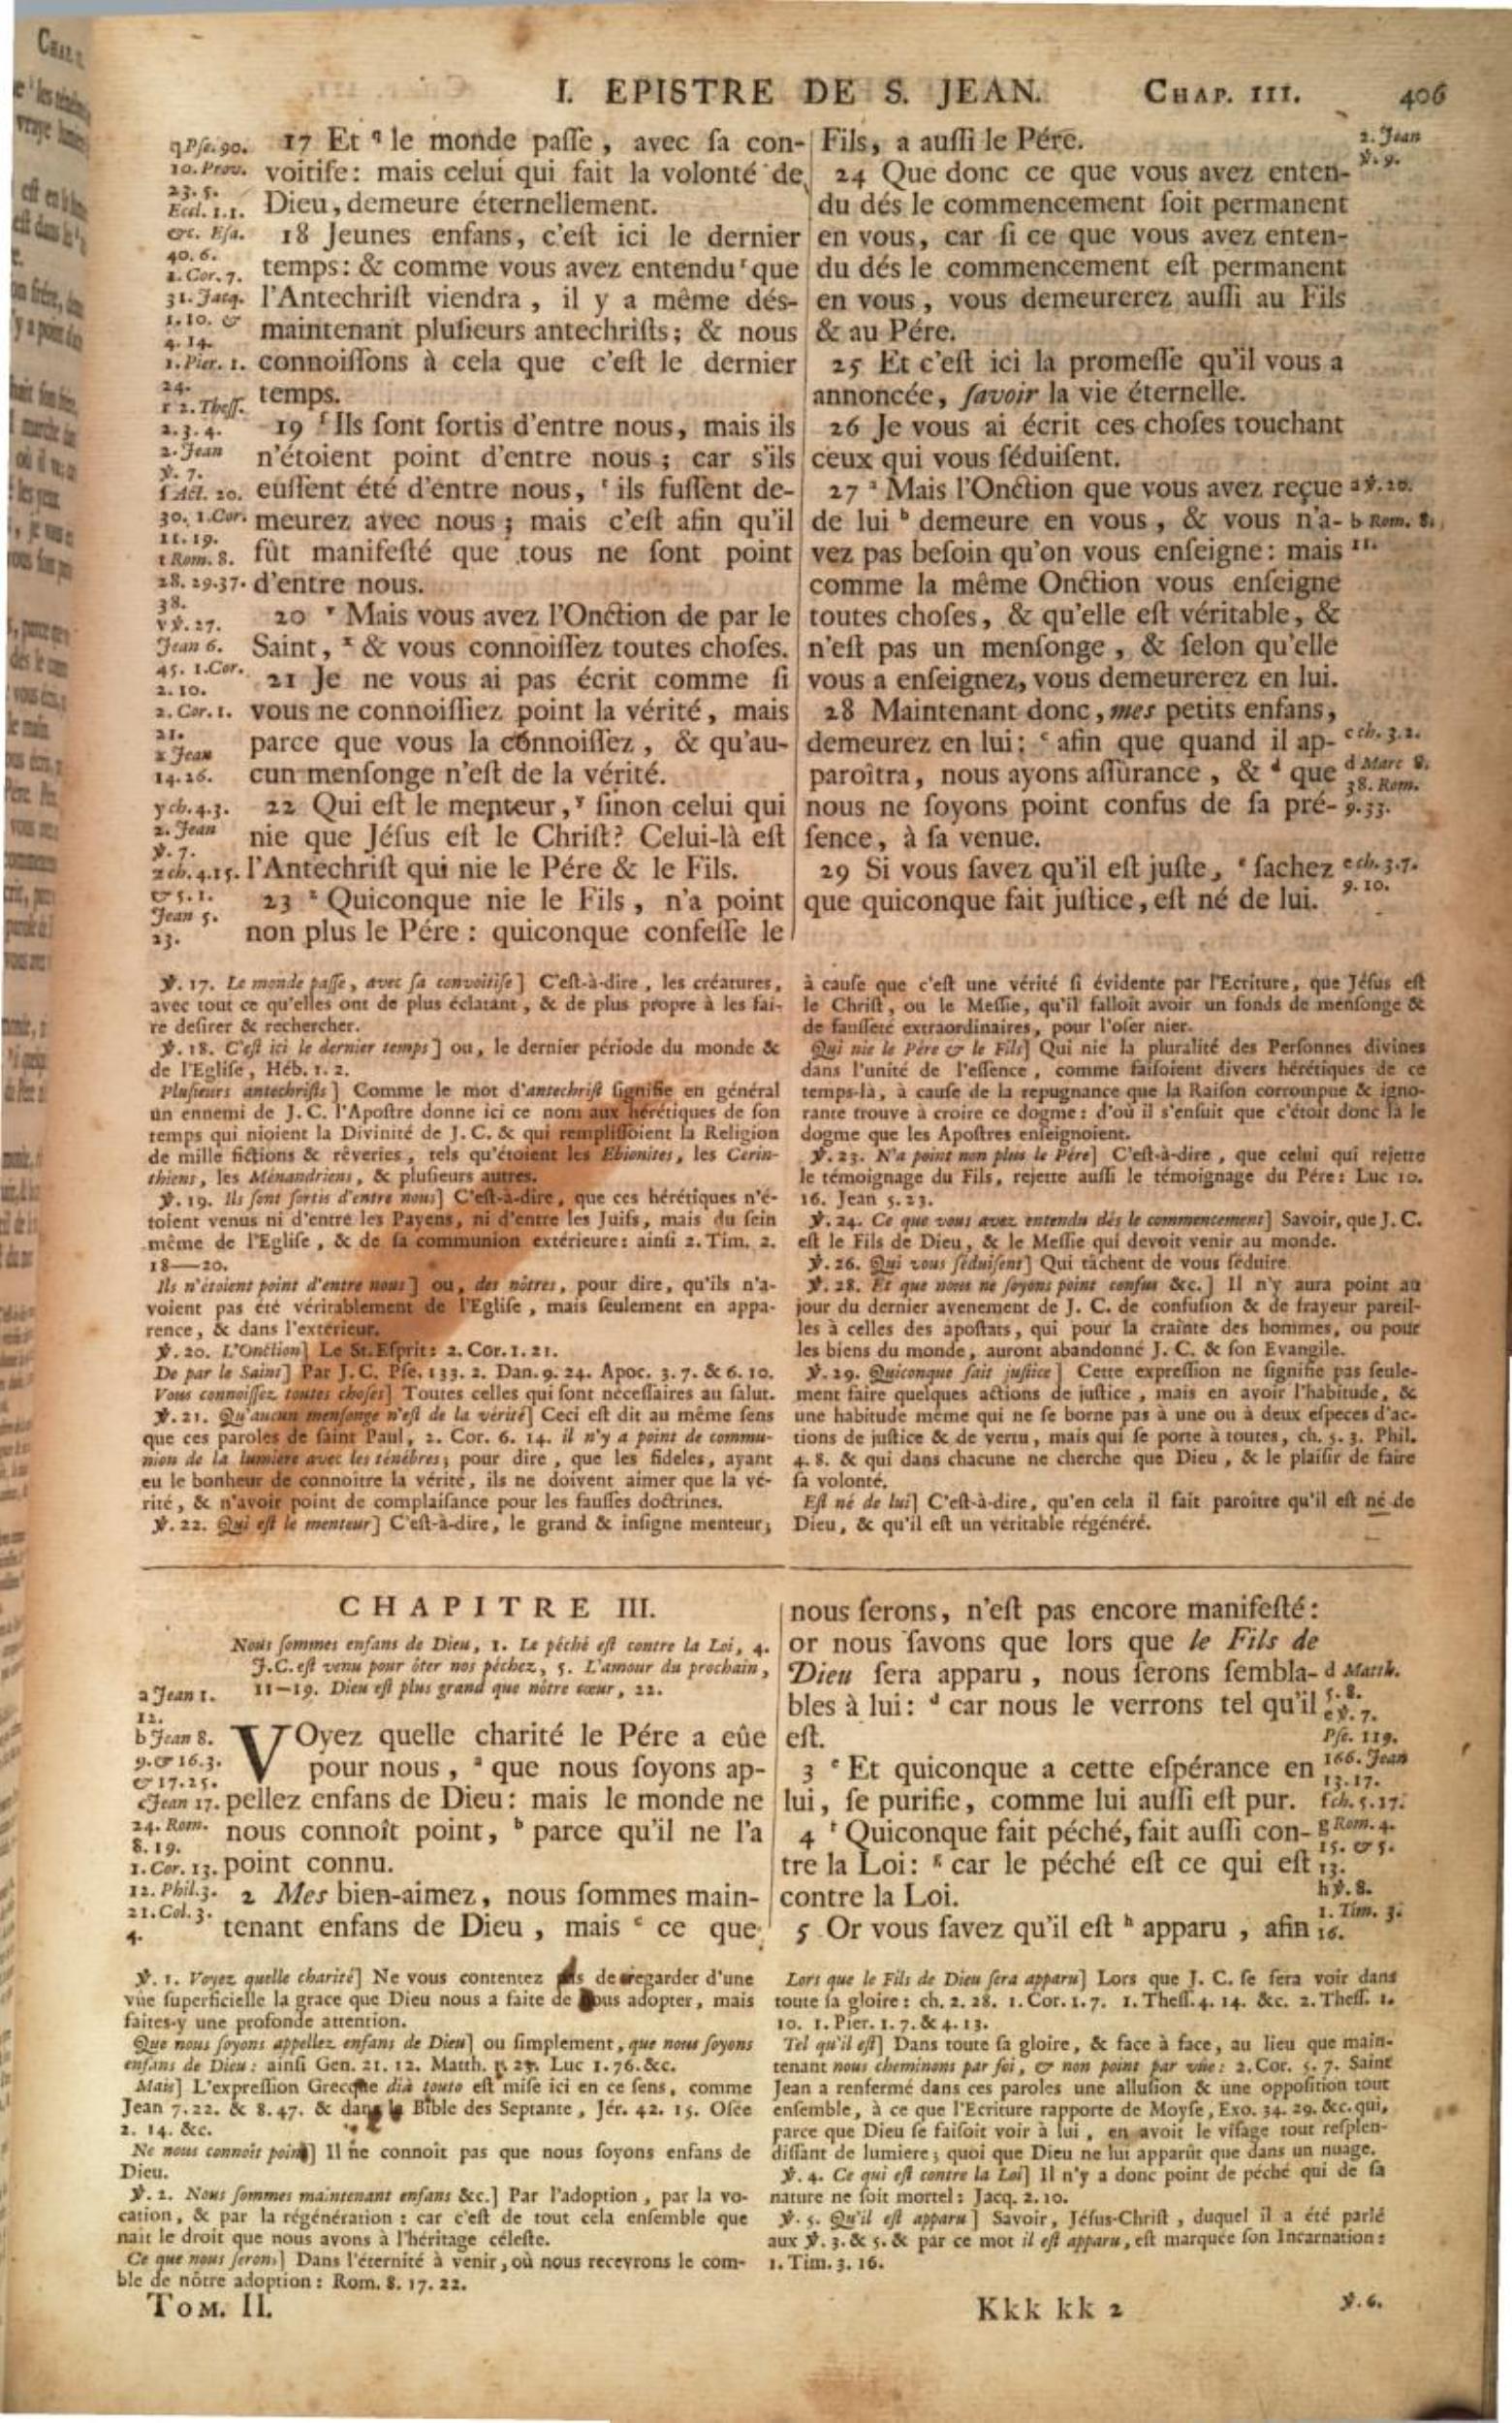 I. EPISTRE DE S. JEAN. CHAP. III. 406
q Pse. 90.
10. Prov.
23. 5.
Eccl. 1. 1.
&c. Esa.
40. 6.
1. Cor. 7.
31. Jacq.
1. 10. &
4. 14.
1. Pier. 1.
24.
r 2. Thess.
2. 3. 4.
2. Jean
℣. 7.
ſ Act. 20.
30. 1. Cor.
11. 19.
t Rom. 8.
28. 29. 37.
38.
v ℣. 27.
Jean 6.
45. 1. Cor.
2. 10.
2. Cor. 1.
21.
x Jean
14. 26.
y ch. 4. 3.
2. Jean
℣. 7.
z ch. 4. 15.
& 5. 1.
Jean 5.
23.
17 Et q le monde paſſe, avec ſa con-
voitiſe: mais celui qui fait la volonté de
Dieu, demeure éternellement.
18 Jeunes enfans, c'eſt ici le dernier
temps: & comme vous avez entendu r que
l'Antechriſt viendra, il y a même dés-
maintenant pluſieurs antechriſts; & nous
connoiſſons à cela que c'eſt le dernier
temps.
19 ſ Ils ſont ſortis d'entre nous, mais ils
n'étoient point d'entre nous; car s'ils
euſſent été d'entre nous, t ils fuſſent de-
meurez avec nous; mais c'eſt afin qu'il
fût manifeſté que tous ne ſont point
d'entre nous.
20 v Mais vous avez l'Onction de par le
Saint, x & vous connoiſſez toutes choſes.
21 Je ne vous ai pas écrit comme ſi
vous ne connoiſſiez point la vérité, mais
parce que vous la connoiſſez, & qu'au-
cun menſonge n'eſt de la vérité.
22 Qui eſt le menteur, y ſinon celui qui
nie que Jéſus eſt le Chriſt? Celui-là eſt
l'Antechriſt qui nie le Pére & le Fils.
23 z Quiconque nie le Fils, n'a point
non plus le Pére: quiconque confeſſe le
Fils, a auſſi le Pére.
24 Que donc ce que vous avez enten-
du dés le commencement ſoit permanent
en vous, car ſi ce que vous avez enten-
du dés le commencement eſt permanent
en vous, vous demeurerez auſſi au Fils
& au Pére.
25 Et c'eſt ici la promeſſe qu'il vous a
annoncée, ſavoir la vie éternelle.
26 Je vous ai écrit ces choſes touchant
ceux qui vous ſéduiſent.
27 a Mais l'Onction que vous avez reçue
de lui b demeure en vous, & vous n'a-
vez pas beſoin qu'on vous enſeigne: mais
comme la même Onction vous enſeigne
toutes choſes, & qu'elle eſt véritable, &
n'eſt pas un menſonge, & ſelon qu'elle
vous a enſeignez, vous demeurerez en lui.
28 Maintenant donc, mes petits enfans,
demeurez en lui: c afin que quand il ap-
paroîtra, nous ayons aſſûrance, & d que
nous ne ſoyons point confus de ſa pré-
ſence, à ſa venue.
29 Si vous ſavez qu'il eſt juſte, e ſachez
que quiconque fait juſtice, eſt né de lui.
2. Jean
℣. 9.
a ℣. 20.
b Rom. 8.
11.
c ch. 3. 2.
d Marc 8.
38. Rom.
9. 33.
e ch. 3. 7.
9. 10.
℣. 17. Le monde paſſe, avec ſa convoitiſe] C'eſt-à-dire, les créatures,
avec tout ce qu'elles ont de plus éclatant, & de plus propre à les fai-
re deſirer & rechercher.
℣. 18. C'eſt ici le dernier temps] ou, le dernier période du monde &
de l'Egliſe, Héb. 1. 2.
Pluſieurs antechriſts] Comme le mot d'antechriſt ſignifie en général
un ennemi de J. C. l'Apoſtre donne ici ce nom aux hérétiques de ſon
temps qui nioient la Divinité de J. C. & qui rempliſſoient la Religion
de mille fictions & rêveries, tels qu'étoient les Ebionites, les Cerin-
thiens, les Ménandriens, & pluſieurs autres.
℣. 19. Ils ſont ſortis d'entre nous] C'eſt-à-dire, que ces hérétiques n'é-
toient venus ni d'entre les Payens, ni d'entre les Juifs, mais du ſein
même de l'Egliſe, & de ſa communion extérieure: ainſi 2. Tim. 2.
18—20.
Ils n'étoient point d'entre nous] ou, des nôtres, pour dire, qu'ils n'a-
voient pas été véritablement de l'Egliſe, mais ſeulement en appa-
rence, & dans l'extérieur.
℣. 20. L'Onction] Le St. Eſprit: 2. Cor. 1. 21.
De par le Saint] Par J. C. Pſe. 133. 2. Dan. 9. 24. Apoc. 3. 7. & 6. 10.
Vous connoiſſez toutes choſes] Toutes celles qui ſont néceſſaires au ſalut.
℣. 21. Qu'aucun menſonge n'eſt de la vérité] Ceci eſt dit au même ſens
que ces paroles de ſaint Paul, 2. Cor. 6. 14. il n'y a point de commu-
nion de la lumiere avec les ténébres; pour dire, que les fideles, ayant
eu le bonheur de connoître la vérité, ils ne doivent aimer que la vé-
rité, & n'avoir point de complaiſance pour les fauſſes doctrines.
℣. 22. Qui eſt le menteur] C'eſt-à-dire, le grand & inſigne menteur;
à cauſe que c'eſt une vérité ſi évidente par l'Ecriture, que Jéſus eſt
le Chriſt, ou le Meſſie, qu'il falloit avoir un fonds de menſonge &
de fauſſeté extraordinaires, pour l'oſer nier.
Qui nie le Pére & le Fils] Qui nie la pluralité des Perſonnes divines
dans l'unité de l'eſſence, comme faiſoient divers hérétiques de ce
temps-là, à cauſe de la repugnance que la Raiſon corrompue & igno-
rante trouve à croire ce dogme: d'où il s'enſuit que c'étoit donc là le
dogme que les Apoſtres enſeignoient.
℣. 23. N'a point non plus le Pére] C'eſt-à-dire, que celui qui rejette
le témoignage du Fils, rejette auſſi le témoignage du Pére: Luc 10.
16. Jean 5. 23.
℣. 24. Ce que vous avez entendu dés le commencement] Savoir, que J. C.
eſt le Fils de Dieu, & le Meſſie qui devoit venir au monde.
℣. 26. Qui vous ſéduiſent] Qui tâchent de vous ſéduire.
℣. 28. Et que nous ne ſoyons point confus &c.] Il n'y aura point au
jour du dernier avenement de J. C. de confuſion & de frayeur pareil-
les à celles des apoſtats, qui pour la crainte des hommes, ou pour
les biens du monde, auront abandonné J. C. & ſon Evangile.
℣. 29. Quiconque fait juſtice] Cette expreſſion ne ſignifie pas ſeule-
ment faire quelques actions de juſtice, mais en avoir l'habitude, &
une habitude même qui ne ſe borne pas à une ou à deux eſpeces d'ac-
tions de juſtice & de vertu, mais qui ſe porte à toutes, ch. 5. 3. Phil.
4. 8. & qui dans chacune ne cherche que Dieu, & le plaiſir de faire
ſa volonté.
Eſt né de lui] C'eſt-à-dire, qu'en cela il fait paroître qu'il eſt né de
Dieu, & qu'il eſt un véritable régénéré.
CHAPITRE III.
Nous ſommes enfans de Dieu, 1. Le péché eſt contre la Loi, 4.
J. C. eſt venu pour ôter nos péchez, 5. L'amour du prochain,
11—19. Dieu eſt plus grand que nôtre cœur, 22.
a Jean 1.
12.
b Jean 8.
9. & 16. 3.
& 17. 25.
c Jean 17.
24. Rom.
8. 19.
1. Cor. 13.
12. Phil. 3.
21. Col. 3.
4.
VOyez quelle charité le Pére a eûe
pour nous, a que nous ſoyons ap-
pellez enfans de Dieu: mais le monde ne
nous connoît point, b parce qu'il ne l'a
point connu.
2 Mes bien-aimez, nous ſommes main-
tenant enfans de Dieu, mais c ce que
nous ſerons, n'eſt pas encore manifeſté:
or nous ſavons que lors que le Fils de
Dieu ſera apparu, nous ſerons ſembla-
bles à lui: d car nous le verrons tel qu'il
eſt.
3 e Et quiconque a cette eſpérance en
lui, ſe purifie, comme lui auſſi eſt pur.
4 f Quiconque fait péché, fait auſſi con-
tre la Loi: g car le péché eſt ce qui eſt
contre la Loi.
5 Or vous ſavez qu'il eſt h apparu, afin
d Matth.
5. 8.
e ℣. 7.
Pſe. 119.
166. Jean
13. 17.
f ch. 5. 17.
g Rom. 4.
15. & 5.
13.
h ℣. 8.
1. Tim. 3.
16.
℣. 1. Voyez quelle charité] Ne vous contentez pas de regarder d'une
vûe ſuperficielle la grace que Dieu nous a faite de nous adopter, mais
faites-y une profonde attention.
Que nous ſoyons appellez enfans de Dieu] ou ſimplement, que nous ſoyons
enfans de Dieu: ainſi Gen. 21. 12. Matth. 5. 23. Luc 1. 76. &c.
Mais] L'expreſſion Grecque dià touto eſt miſe ici en ce ſens, comme
Jean 7. 22. & 8. 47. & dans la Bible des Septante, Jér. 42. 15. Oſée
2. 14. &c.
Ne nous connoît point] Il ne connoît pas que nous ſoyons enfans de
Dieu.
℣. 2. Nous ſommes maintenant enfans &c.] Par l'adoption, par la vo-
cation, & par la régénération: car c'eſt de tout cela enſemble que
naît le droit que nous avons à l'héritage céleſte.
Ce que nous ſerons] Dans l'éternité à venir, où nous recevrons le com-
ble de nôtre adoption: Rom. 8. 17. 22.
Lors que le Fils de Dieu ſera apparu] Lors que J. C. ſe ſera voir dans
toute ſa gloire: ch. 2. 28. 1. Cor. 1. 7. 1. Theſſ. 4. 14. &c. 2. Theſſ. 1.
10. 1. Pier. 1. 7. & 4. 13.
Tel qu'il eſt] Dans toute ſa gloire, & face à face, au lieu que main-
tenant nous cheminons par foi, & non point par vûe: 2. Cor. 5. 7. Saint
Jean a renfermé dans ces paroles une alluſion & une oppoſition tout
enſemble, à ce que l'Ecriture rapporte de Moyſe, Exo. 34. 29. &c. qui,
parce que Dieu ſe faiſoit voir à lui, en avoit le viſage tout reſplen-
diſſant de lumiere; quoi que Dieu ne lui apparût que dans un nuage.
℣. 4. Ce qui eſt contre la Loi] Il n'y a donc point de péché qui de ſa
nature ne ſoit mortel: Jacq. 2. 10.
℣. 5. Qu'il eſt apparu] Savoir, Jéſus-Chriſt, duquel il a été parlé
aux ℣. 3. & 5. & par ce mot il eſt apparu, eſt marquée ſon Incarnation:
1. Tim. 3. 16.
TOM. II. Kkk kk 2 ℣. 6.